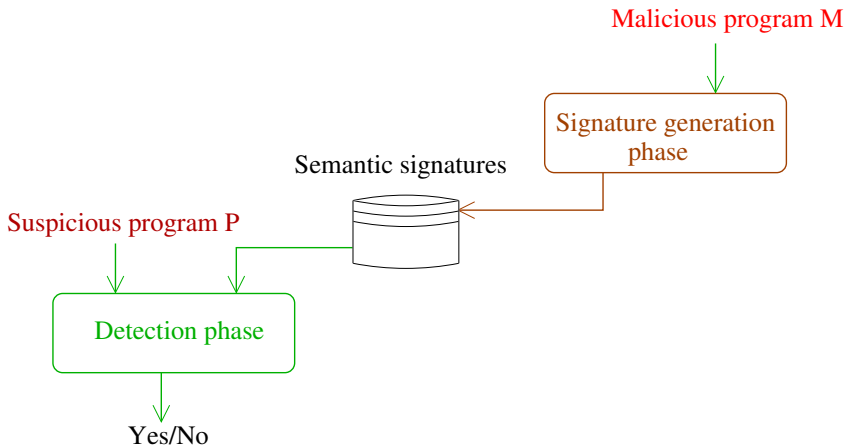 Malicious program M
Signature generation
phase
Semantic signatures
Suspicious program P
Detection phase
Yes/No